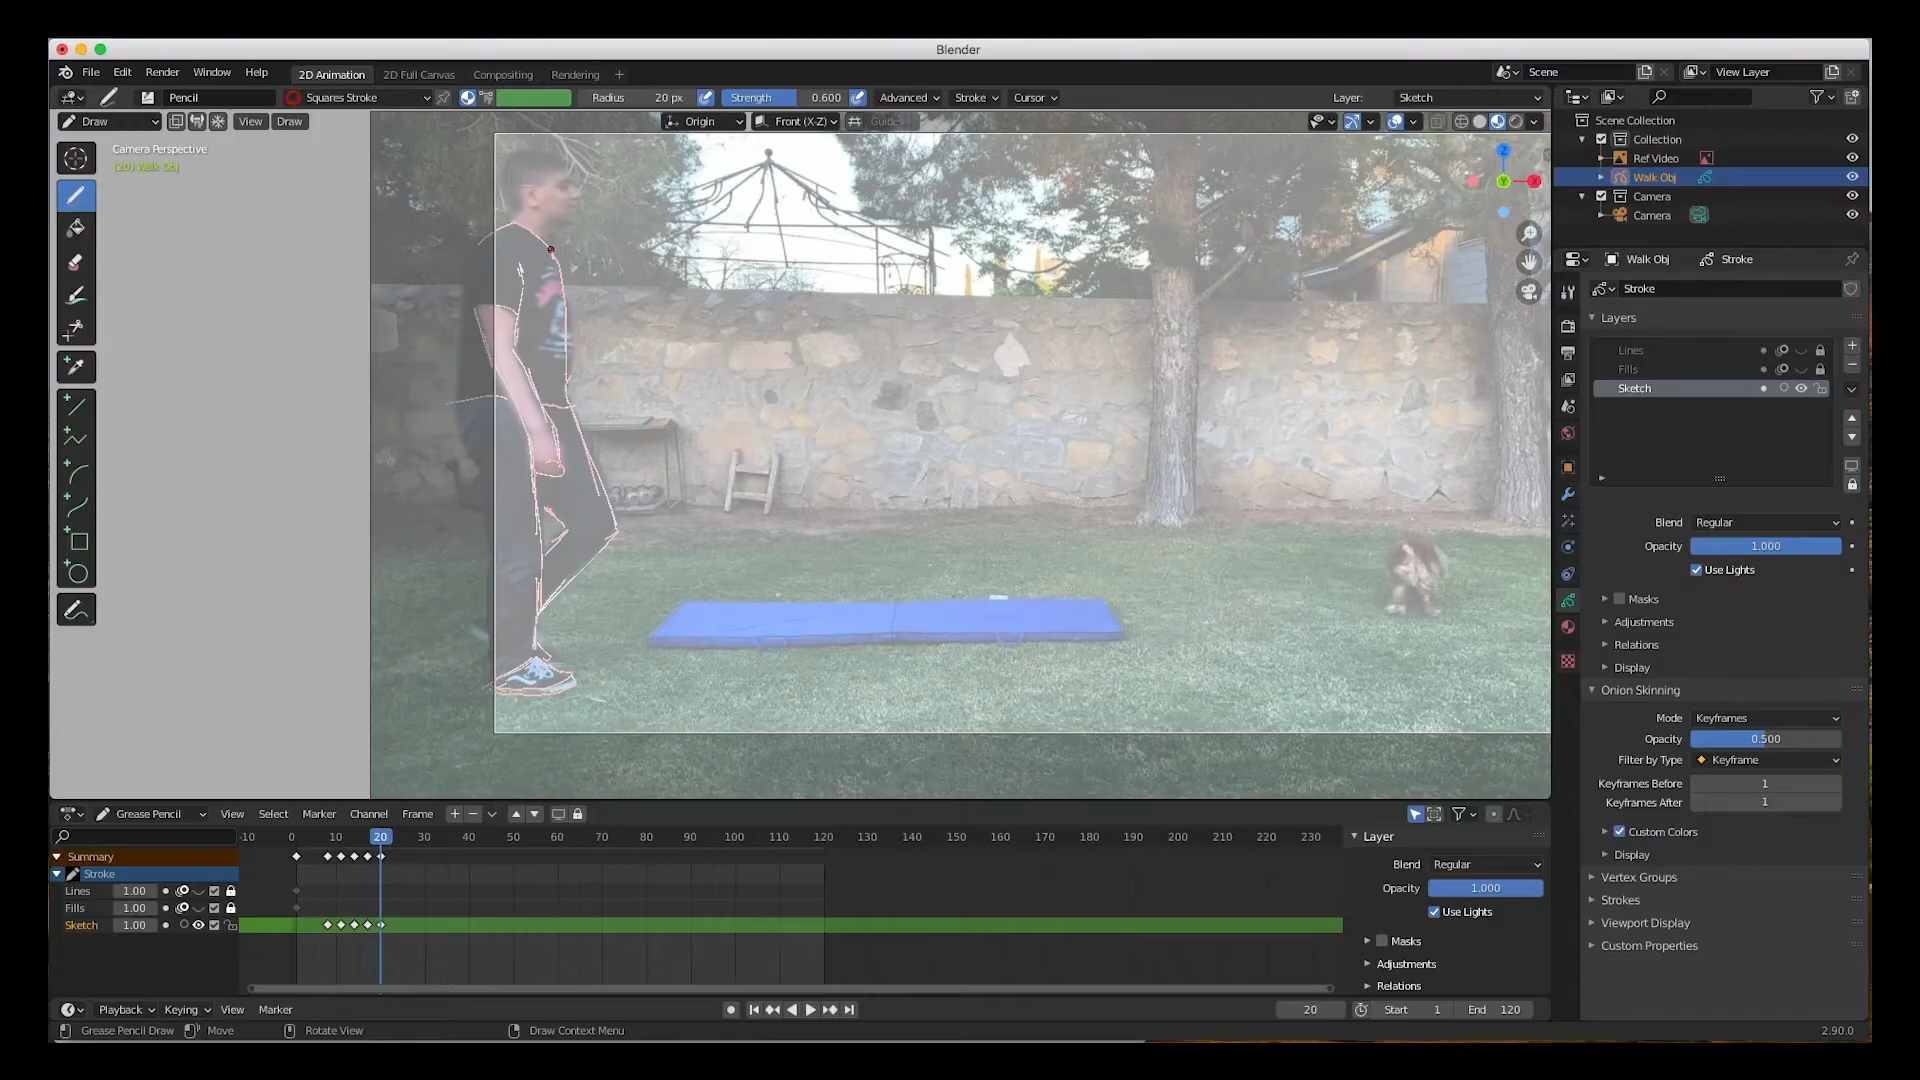 Blender
File Edit Render Window Help 2D Animation 2D Full Canvas Compositing Rendering + Scene View Layer
Pencil Squares Stroke Radius 20 px Strength 0.600 Advanced Stroke Cursor Layer: Sketch
Draw View Draw Origin Front (X-Z) Guides
Camera Perspective
(20) Walk Obj
Z
Y
X
Scene Collection
Collection
Ref Video
Walk Obj
Camera
Camera
Walk Obj Stroke
Stroke
Layers
Lines
Fills
Sketch
Blend Regular
Opacity 1.000
Use Lights
Masks
Adjustments
Relations
Display
Onion Skinning
Mode Keyframes
Opacity 0.500
Filter by Type Keyframe
Keyframes Before 1
Keyframes After 1
Custom Colors
Display
Vertex Groups
Strokes
Viewport Display
Custom Properties
Grease Pencil View Select Marker Channel Frame
-10 0 10 20 30 40 50 60 70 80 90 100 110 120 130 140 150 160 170 180 190 200 210 220 230
Summary
Stroke
Lines 1.00
Fills 1.00
Sketch 1.00
Layer
Blend Regular
Opacity 1.000
Use Lights
Masks
Adjustments
Relations
Playback Keying View Marker 20 Start 1 End 120
Grease Pencil Draw Move Rotate View Draw Context Menu 2.90.0